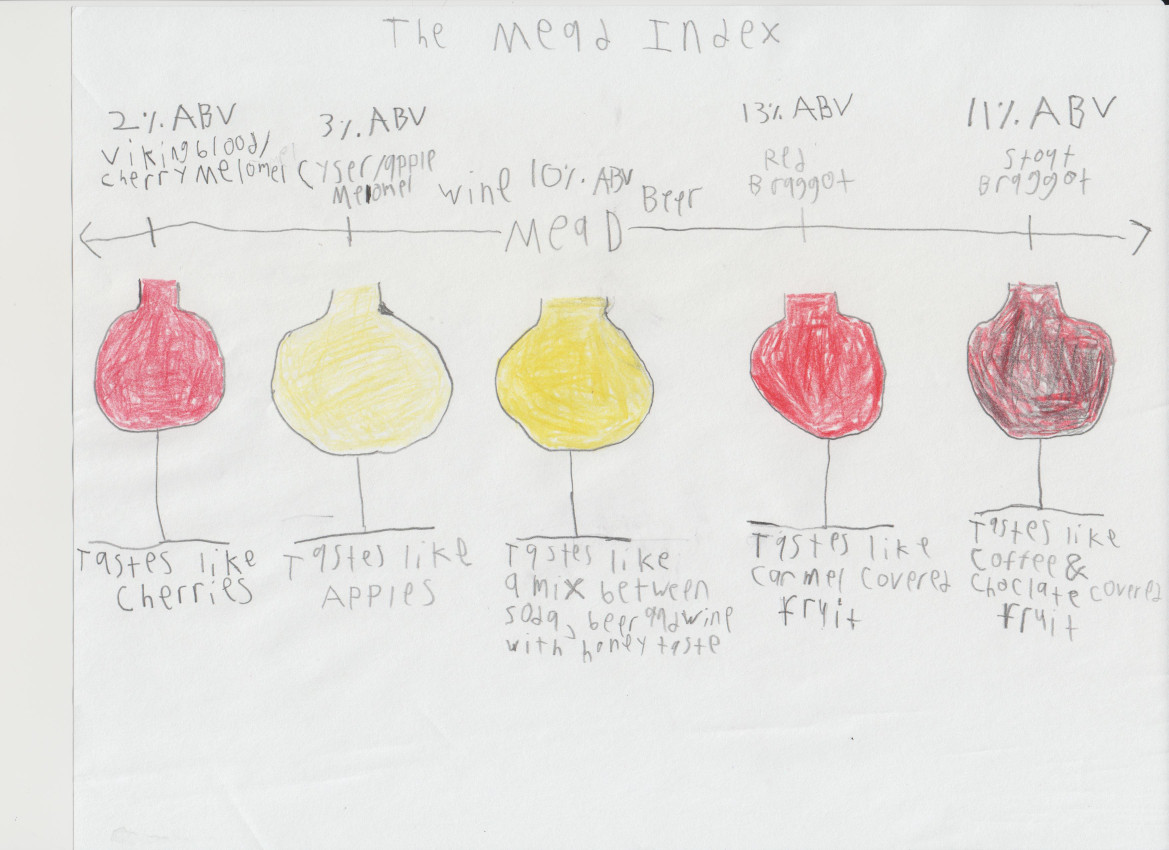 The Mead Index
2% ABV
Vikingblood/
Cherry Melomel
3% ABV
Cyser/apple
Melomel
wine
10% ABV
Beer
MeaD
13% ABV
Red
Braggot
11% ABV
Stout
Braggot
Tastes like
Cherries
Tastes like
APPles
Tastes like
a mix between
soda, beer and wine
with honey taste
Tastes like
Carmel Covered
fruit
Tastes like
Coffee &
Choclate covered
fruit